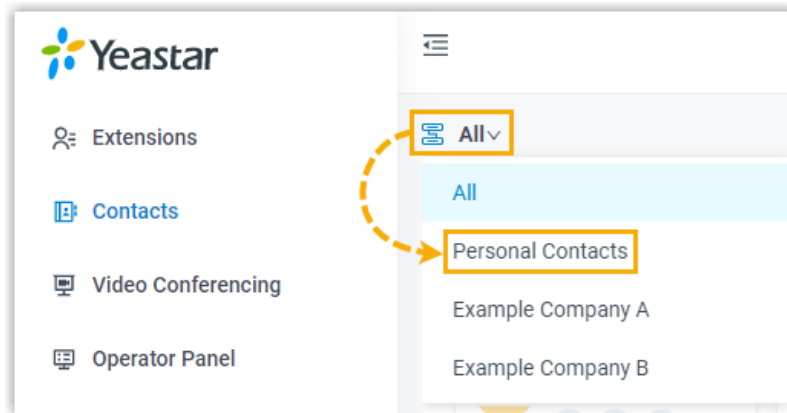 Yeastar
Extensions
Contacts
Video Conferencing
Operator Panel
All
All
Personal Contacts
Example Company A
Example Company B